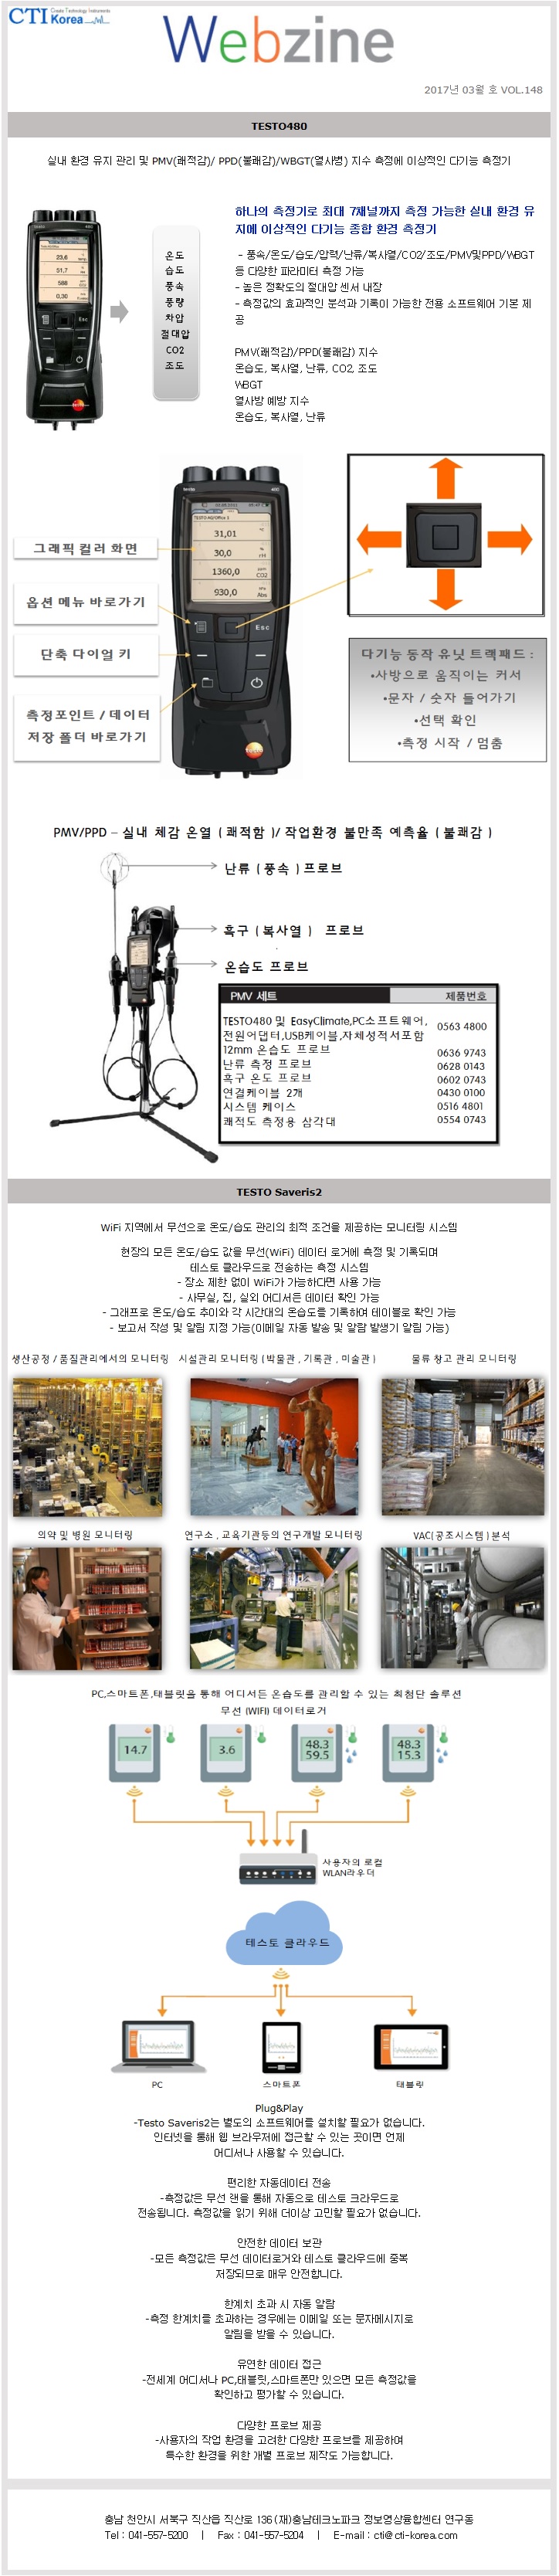 CTI Create Technology Instruments
Korea
Webzine
2017년 03월 호 VOL.148
TESTO480
실내 환경 유지 관리 및 PMV(쾌적감)/ PPD(불쾌감)/WBGT(열사병) 지수 측정에 이상적인 다기능 측정기
하나의 측정기로 최대 7채널까지 측정 가능한 실내 환경 유
지에 이상적인 다기능 종합 환경 측정기
- 풍속/온도/습도/압력/난류/복사열/CO2/조도/PMV및PPD/WBGT
등 다양한 파라미터 측정 가능
- 높은 정확도의 절대압 센서 내장
- 측정값의 효과적인 분석과 기록이 가능한 전용 소프트웨어 기본 제
공
PMV(쾌적감)/PPD(불쾌감) 지수
온습도, 복사열, 난류, CO2, 조도
WBGT
열사방 예방 지수
온습도, 복사열, 난류
23,6
51,7
588
0,30
온도
습도
풍속
풍량
차압
절대압
CO2
조도
그래픽 컬러 화면
옵션 메뉴 바로가기
단축 다이얼 키
측정포인트 / 데이터
저장 폴더 바로가기
31,01
30,0
1360,0
CO2
930,0
Abs
Esc
testo
다기능 동작 유닛 트랙패드 :
•사방으로 움직이는 커서
•문자 / 숫자 들어가기
•선택 확인
•측정 시작 / 멈춤
PMV/PPD – 실내 체감 온열 ( 쾌적함 )/ 작업환경 불만족 예측율 ( 불쾌감 )
난류 ( 풍속 ) 프로브
흑구 ( 복사열 ) 프로브
온습도 프로브
PMV 세트 제품번호
TESTO480 및 EasyClimate,PC소프트웨어,
전원어댑터,USB케이블,자체성적서포함 0563 4800
12mm 온습도 프로브 0636 9743
난류 측정 프로브 0628 0143
흑구 온도 프로브 0602 0743
연결케이블 2개 0430 0100
시스템 케이스 0516 4801
쾌적도 측정용 삼각대 0554 0743
TESTO Saveris2
WiFi 지역에서 무선으로 온도/습도 관리의 최적 조건을 제공하는 모니터링 시스템
현장의 모든 온도/습도 값을 무선(WiFi) 데이터 로거에 측정 및 기록되며
테스토 클라우드로 전송하는 측정 시스템
- 장소 제한 없이 WiFi가 가능하다면 사용 가능
- 사무실, 집, 실외 어디서든 데이터 확인 가능
- 그래프로 온도/습도 추이와 각 시간대의 온습도를 기록하여 테이블로 확인 가능
- 보고서 작성 및 알림 지정 가능(이메일 자동 발송 및 알람 발생기 알림 가능)
생산공정 / 품질관리에서의 모니터링 시설관리 모니터링 ( 박물관 , 기록관 , 미술관 ) 물류 창고 관리 모니터링
의약 및 병원 모니터링 연구소 , 교육기관등의 연구개발 모니터링 VAC( 공조시스템 ) 분석
PC,스마트폰,태블릿을 통해 어디서든 온습도를 관리할 수 있는 최첨단 솔루션
무선 (WIFI) 데이터로거
14.7 3.6 48.3 48.3
59.5 15.3
사용자의 로컬
WLAN라우더
테스토 클라우드
PC 스마트폰 태블릿
Plug&Play
-Testo Saveris2는 별도의 소프트웨어를 설치할 필요가 없습니다.
인터넷을 통해 웹 브라우저에 접근할 수 있는 곳이면 언제
어디서나 사용할 수 있습니다.
편리한 자동데이터 전송
-측정값은 무선 랜을 통해 자동으로 테스토 크라우드로
전송됩니다. 측정값을 읽기 위해 더이상 고민할 필요가 없습니다.
안전한 데이터 보관
-모든 측정값은 무선 데이터로거와 테스토 클라우드에 중복
저장되므로 매우 안전합니다.
한계치 초과 시 자동 알람
-측정 한계치를 초과하는 경우에는 이메일 또는 문자메시지로
알림을 받을 수 있습니다.
유연한 데이터 접근
-전세계 어디서나 PC,태블릿,스마트폰만 있으면 모든 측정값을
확인하고 평가할 수 있습니다.
다양한 프로브 제공
-사용자의 작업 환경을 고려한 다양한 프로브를 제공하여
특수한 환경을 위한 개별 프로브 제작도 가능합니다.
충남 천안시 서북구 직산읍 직산로 136 (재)충남테크노파크 정보영상융합센터 연구동
Tel : 041-557-5200 | Fax : 041-557-5204 | E-mail : cti@cti-korea.com